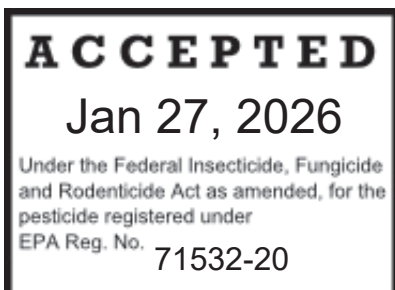 ACCEPTED
Jan 27, 2026
Under the Federal Insecticide, Fungicide
and Rodenticide Act as amended, for the
pesticide registered under
EPA Reg. No. 71532-20